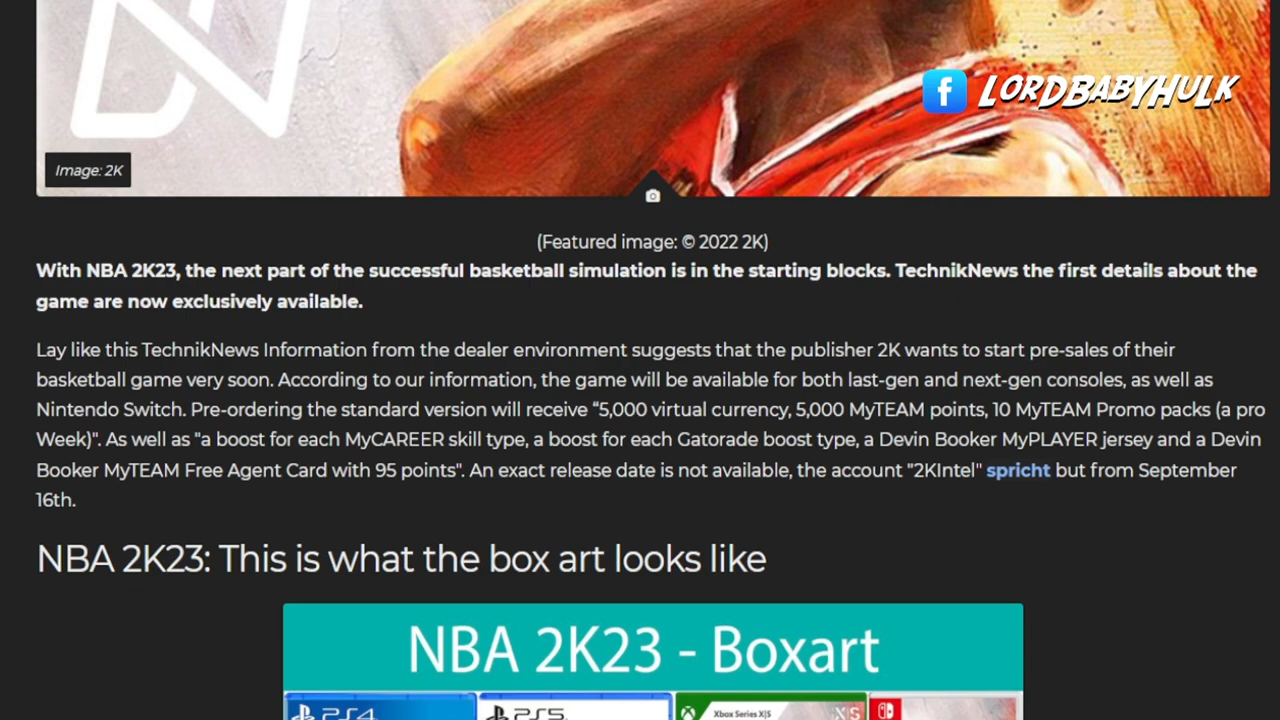 LORDBABYHULK
Image: 2K
(Featured image: © 2022 2K)
With NBA 2K23, the next part of the successful basketball simulation is in the starting blocks. TechnikNews the first details about the
game are now exclusively available.
Lay like this TechnikNews Information from the dealer environment suggests that the publisher 2K wants to start pre-sales of their
basketball game very soon. According to our information, the game will be available for both last-gen and next-gen consoles, as well as
Nintendo Switch. Pre-ordering the standard version will receive “5,000 virtual currency, 5,000 MyTEAM points, 10 MyTEAM Promo packs (a pro
Week)". As well as "a boost for each MyCAREER skill type, a boost for each Gatorade boost type, a Devin Booker MyPLAYER jersey and a Devin
Booker MyTEAM Free Agent Card with 95 points". An exact release date is not available, the account "2KIntel" spricht but from September
16th.
NBA 2K23: This is what the box art looks like
NBA 2K23 - Boxart
PS4 PS5 Xbox Series X|S X|S